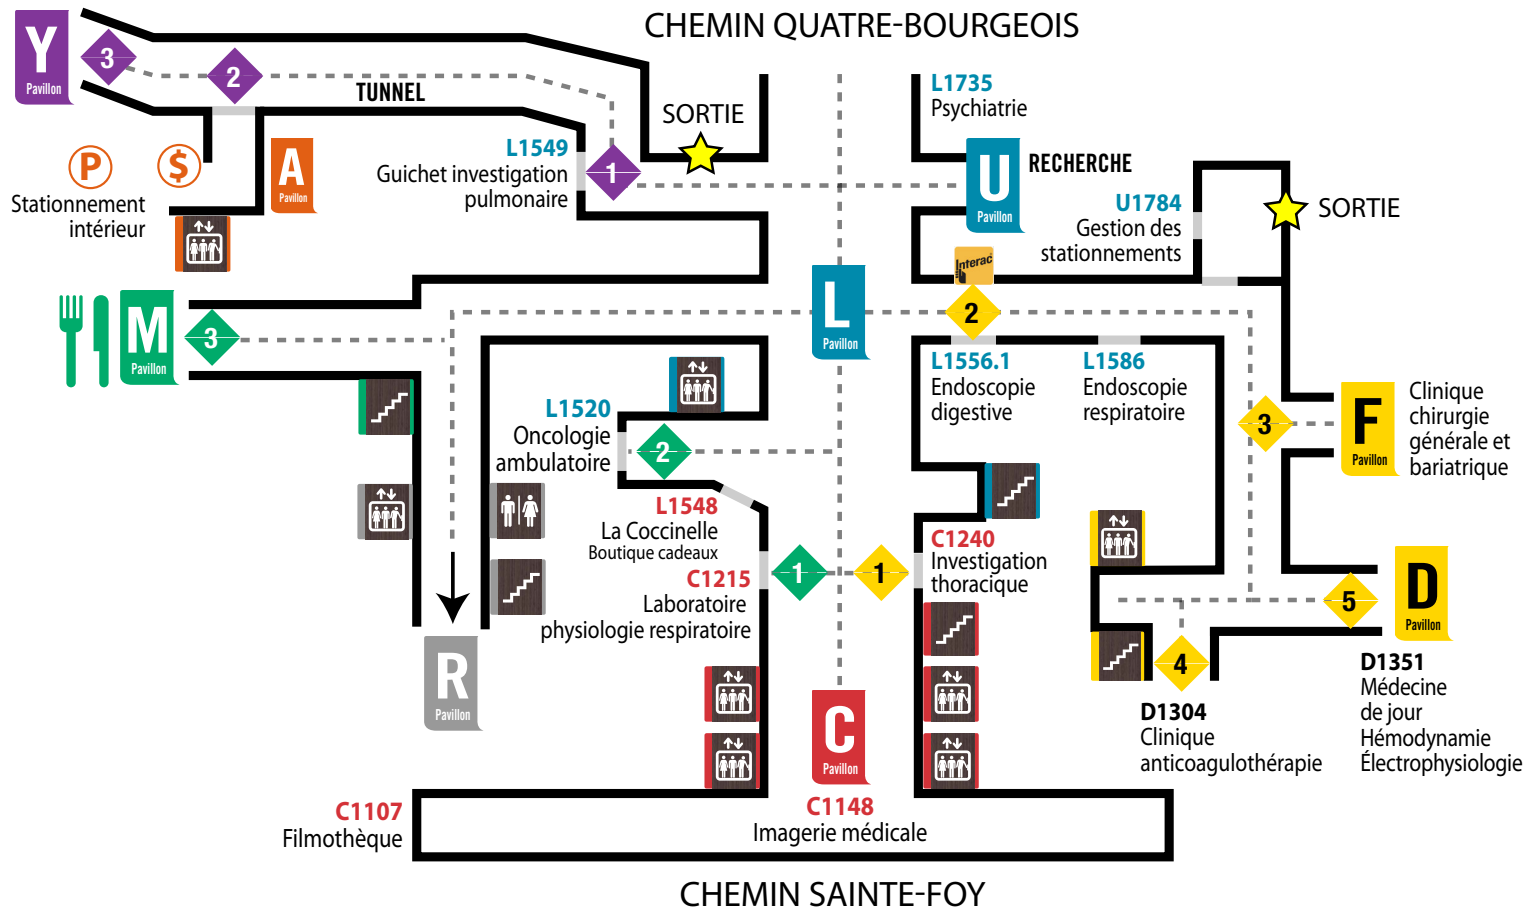 CHEMIN QUATRE-BOURGEOIS
Y
Pavillon
3
2
TUNNEL
SORTIE
L1735
Psychiatrie
P
$
Stationnement
intérieur
A
Pavillon
L1549
Guichet investigation
pulmonaire
1
U
Pavillon
RECHERCHE
U1784
Gestion des
stationnements
SORTIE
Interac
M
Pavillon
3
L
Pavillon
2
L1556.1
Endoscopie
digestive
L1586
Endoscopie
respiratoire
3
F
Pavillon
Clinique
chirurgie
générale et
bariatrique
L1520
Oncologie
ambulatoire
2
L1548
La Coccinelle
Boutique cadeaux
C1215
Laboratoire
physiologie respiratoire
1
1
C1240
Investigation
thoracique
R
Pavillon
C
Pavillon
4
5
D
Pavillon
D1304
Clinique
anticoagulothérapie
D1351
Médecine
de jour
Hémodynamie
Électrophysiologie
C1107
Filmothèque
C1148
Imagerie médicale
CHEMIN SAINTE-FOY